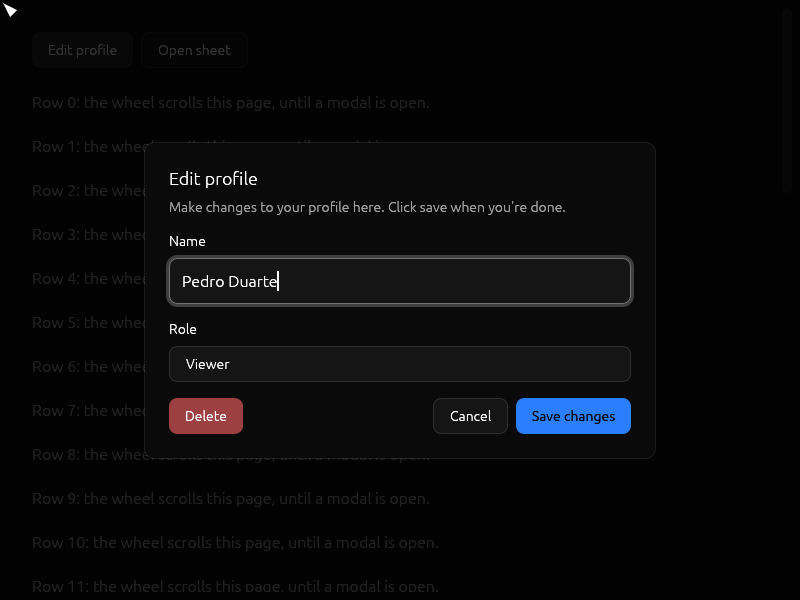 Edit profile
Open sheet
Row 0: the wheel scrolls this page, until a modal is open.
Row 1: the whee
Row 2: the whee
Row 3: the whee
Row 4: the whee
Row 5: the whee
Row 6: the whee
Row 7: the whee
Row 8: the whee
Row 9: the wheel scrolls this page, until a modal is open.
Row 10: the wheel scrolls this page, until a modal is open.
Row 11: the wheel scrolls this page, until a modal is open.
Edit profile
Make changes to your profile here. Click save when you're done.
Name
Pedro Duarte
Role
Viewer
Delete
Cancel
Save changes